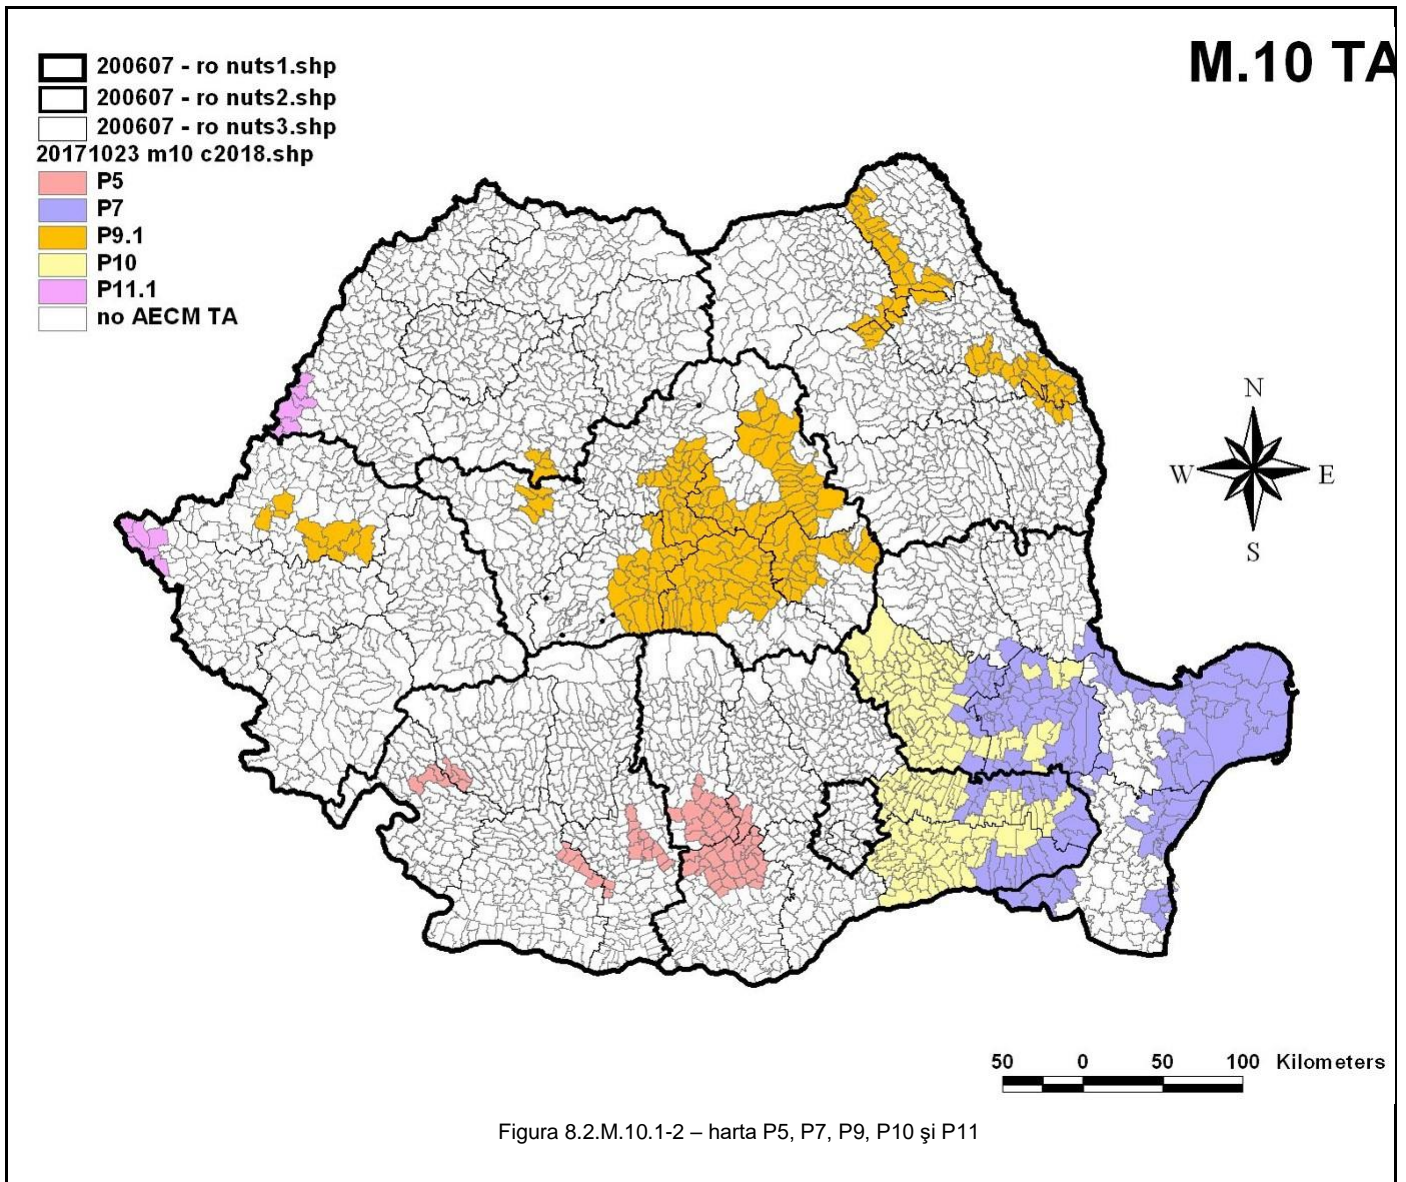 M.10 TA
200607 - ro nuts1.shp
200607 - ro nuts2.shp
200607 - ro nuts3.shp
20171023 m10 c2018.shp
P5
P7
P9.1
P10
P11.1
no AECM TA
N
W E
S
50 0 50 100 Kilometers
Figura 8.2.M.10.1-2 – harta P5, P7, P9, P10 şi P11